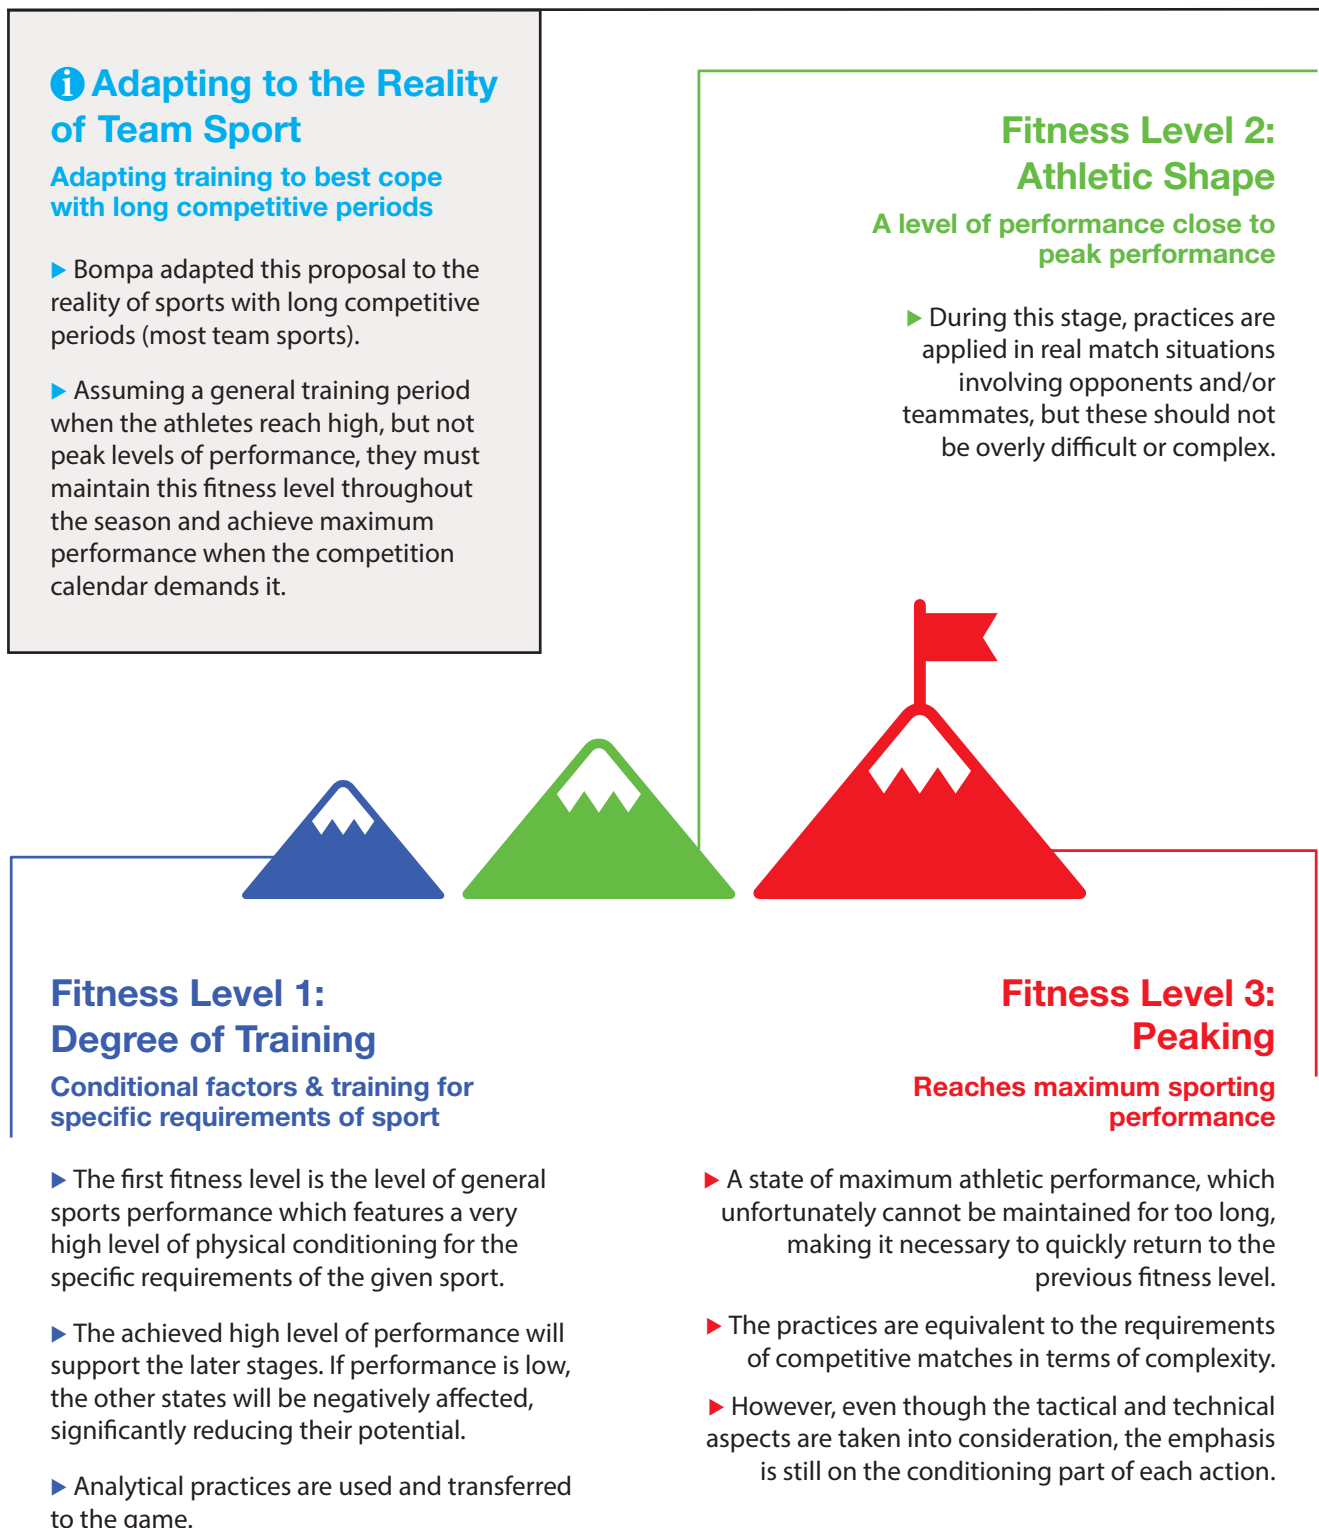 Adapting to the Reality
of Team Sport
Adapting training to best cope
with long competitive periods
▶ Bompa adapted this proposal to the
reality of sports with long competitive
periods (most team sports).
▶ Assuming a general training period
when the athletes reach high, but not
peak levels of performance, they must
maintain this fitness level throughout
the season and achieve maximum
performance when the competition
calendar demands it.
Fitness Level 2:
Athletic Shape
A level of performance close to
peak performance
▶ During this stage, practices are
applied in real match situations
involving opponents and/or
teammates, but these should not
be overly difficult or complex.
Fitness Level 1:
Degree of Training
Conditional factors & training for
specific requirements of sport
▶ The first fitness level is the level of general
sports performance which features a very
high level of physical conditioning for the
specific requirements of the given sport.
▶ The achieved high level of performance will
support the later stages. If performance is low,
the other states will be negatively affected,
significantly reducing their potential.
▶ Analytical practices are used and transferred
to the game.
Fitness Level 3:
Peaking
Reaches maximum sporting
performance
▶ A state of maximum athletic performance, which
unfortunately cannot be maintained for too long,
making it necessary to quickly return to the
previous fitness level.
▶ The practices are equivalent to the requirements
of competitive matches in terms of complexity.
▶ However, even though the tactical and technical
aspects are taken into consideration, the emphasis
is still on the conditioning part of each action.